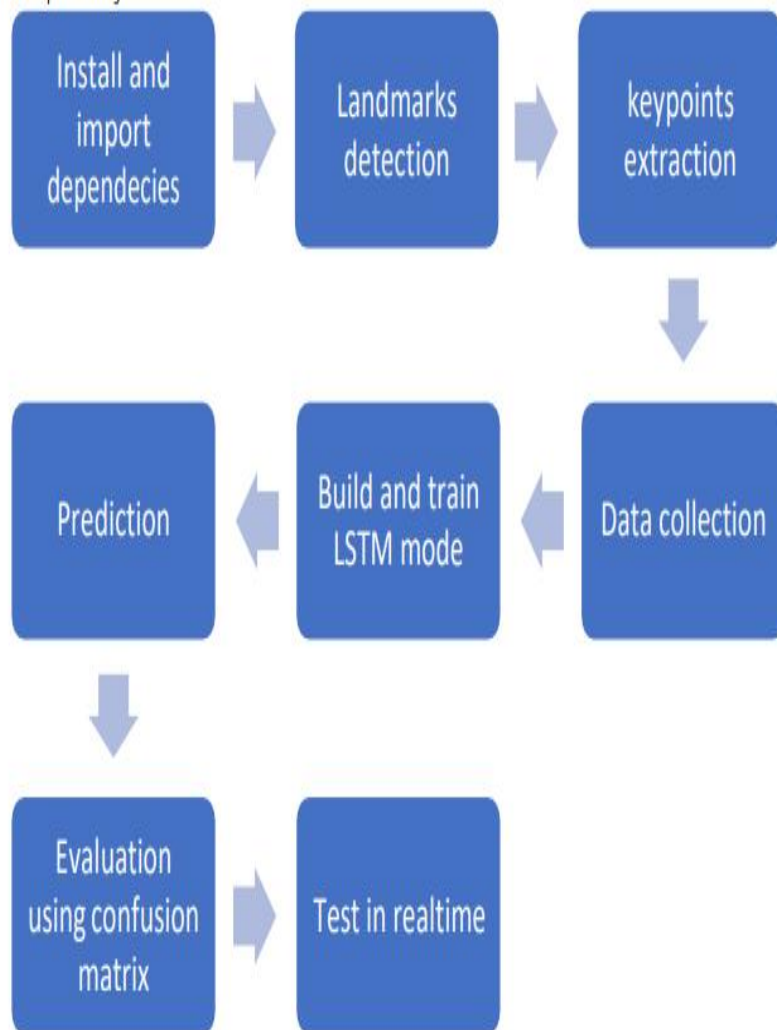 Install and
import
dependecies
Landmarks
detection
keypoints
extraction
Data collection
Build and train
LSTM mode
Prediction
Evaluation
using confusion
matrix
Test in realtime